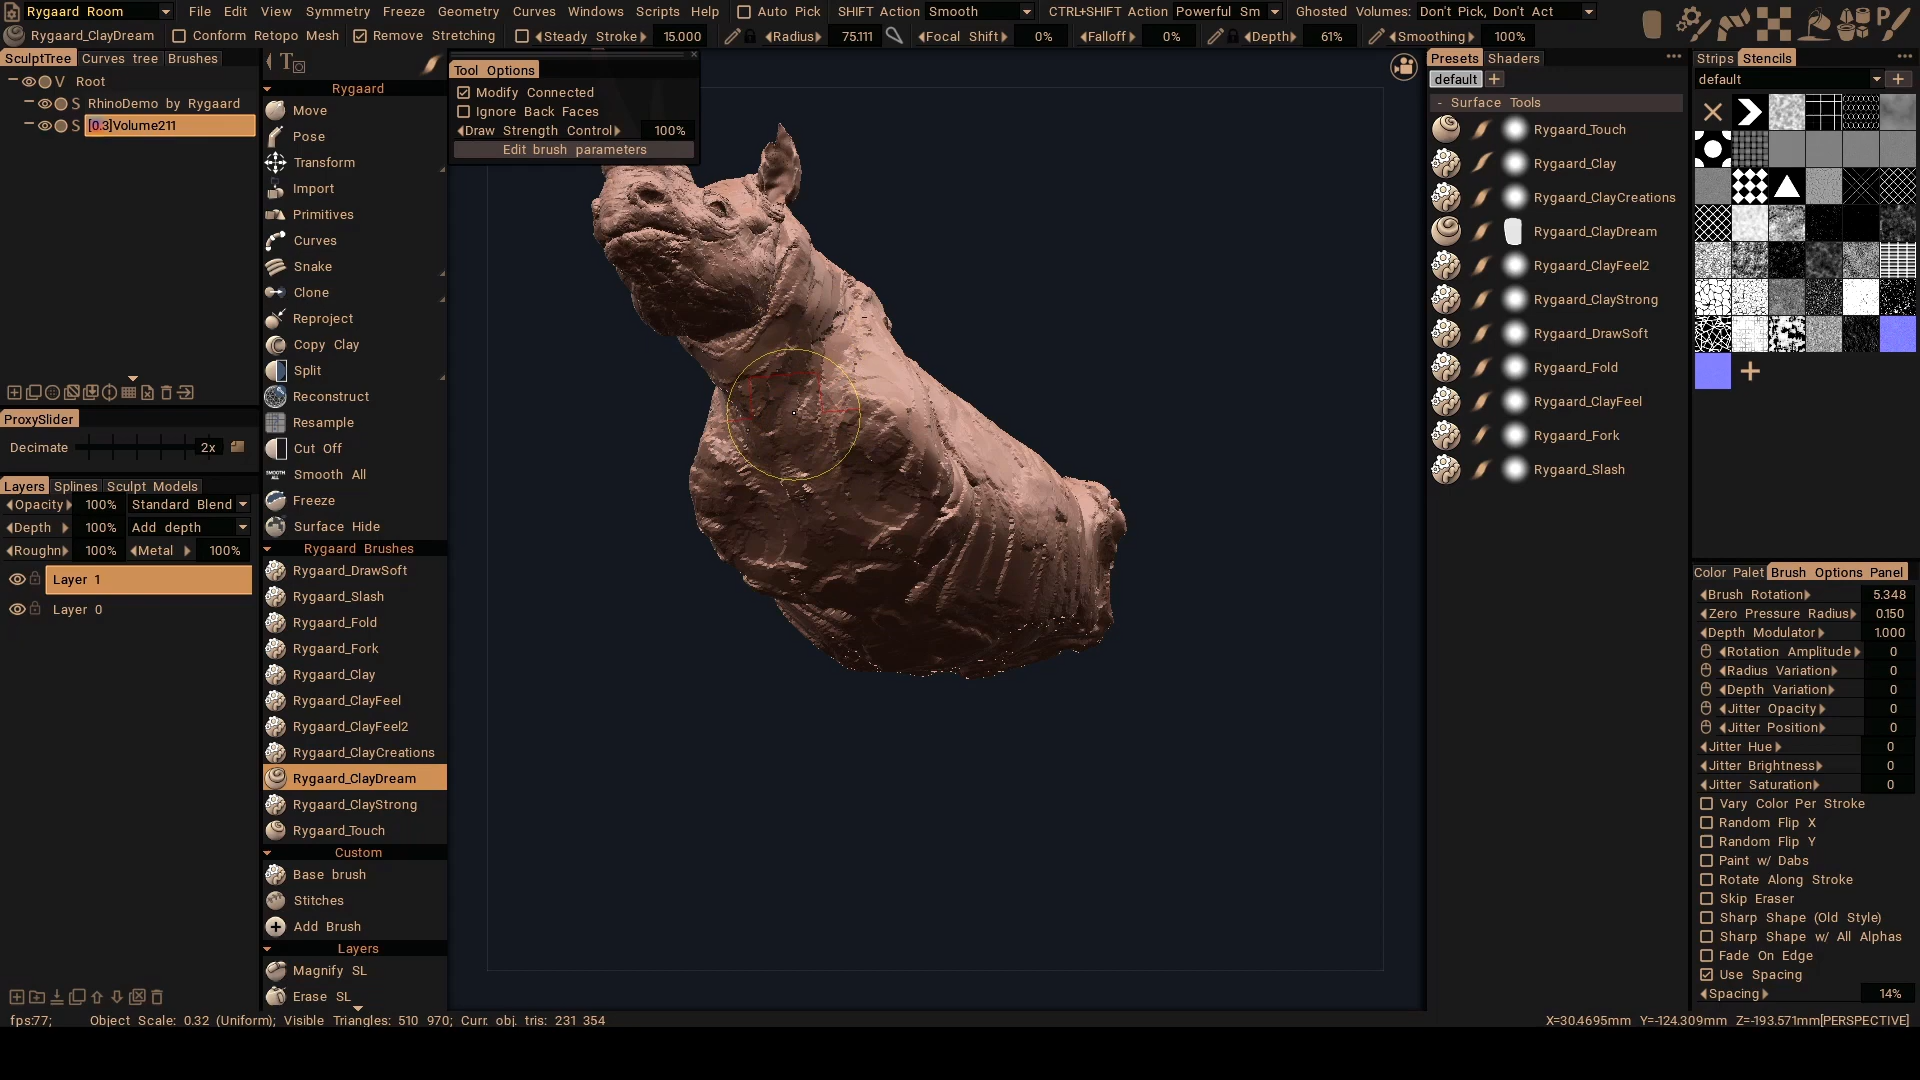 Rygaard Room File Edit View Symmetry Freeze Geometry Curves Windows Scripts Help Auto Pick SHIFT Action Smooth CTRL+SHIFT Action Powerful Sm Ghosted Volumes: Don't Pick, Don't Act
Rygaard_ClayDream Conform Retopo Mesh Remove Stretching Steady Stroke 15.000 Radius 75.111 Focal Shift 0% Falloff 0% Depth 61% Smoothing 100%
SculptTree Curves tree Brushes
V Root
S RhinoDemo by Rygaard
S [0.3]Volume211
ProxySlider
Decimate 2x
Layers Splines Sculpt Models
Opacity 100% Standard Blend
Depth 100% Add depth
Roughn 100% Metal 100%
Layer 1
Layer 0
Rygaard
Move
Pose
Transform
Import
Primitives
Curves
Snake
Clone
Reproject
Copy Clay
Split
Reconstruct
Resample
Cut Off
SMOOTH ALL Smooth All
Freeze
Surface Hide
Rygaard Brushes
Rygaard_DrawSoft
Rygaard_Slash
Rygaard_Fold
Rygaard_Fork
Rygaard_Clay
Rygaard_ClayFeel
Rygaard_ClayFeel2
Rygaard_ClayCreations
Rygaard_ClayDream
Rygaard_ClayStrong
Rygaard_Touch
Custom
Base brush
Stitches
Add Brush
Layers
Magnify SL
Erase SL
Tool Options
Modify Connected
Ignore Back Faces
Draw Strength Control 100%
Edit brush parameters
Presets Shaders
default
- Surface Tools
Rygaard_Touch
Rygaard_Clay
Rygaard_ClayCreations
Rygaard_ClayDream
Rygaard_ClayFeel2
Rygaard_ClayStrong
Rygaard_DrawSoft
Rygaard_Fold
Rygaard_ClayFeel
Rygaard_Fork
Rygaard_Slash
Strips Stencils
default
Color Palet Brush Options Panel
Brush Rotation 5.348
Zero Pressure Radius 0.150
Depth Modulator 1.000
Rotation Amplitude 0
Radius Variation 0
Depth Variation 0
Jitter Opacity 0
Jitter Position 0
Jitter Hue 0
Jitter Brightness 0
Jitter Saturation 0
Vary Color Per Stroke
Random Flip X
Random Flip Y
Paint w/ Dabs
Rotate Along Stroke
Skip Eraser
Sharp Shape (Old Style)
Sharp Shape w/ All Alphas
Fade On Edge
Use Spacing
Spacing 14%
fps:77; Object Scale: 0.32 (Uniform); Visible Triangles: 510 970; Curr. obj. tris: 231 354 X=30.4695mm Y=-124.309mm Z=-193.571mm[PERSPECTIVE]